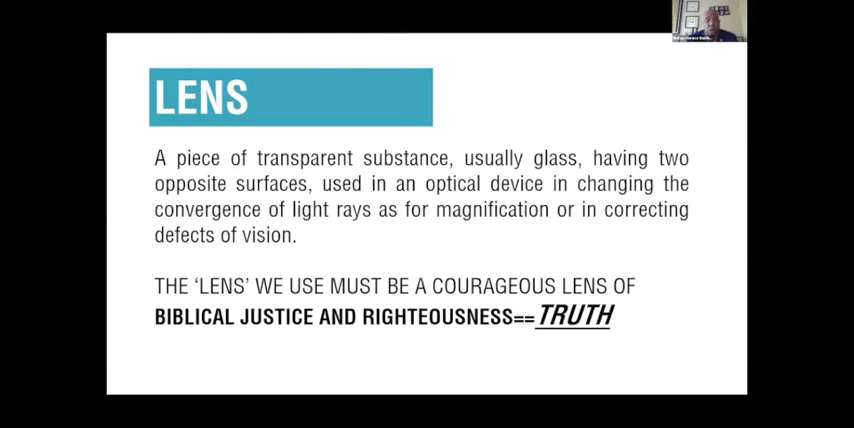 LENS
A piece of transparent substance, usually glass, having two
opposite surfaces, used in an optical device in changing the
convergence of light rays as for magnification or in correcting
defects of vision.
THE ‘LENS’ WE USE MUST BE A COURAGEOUS LENS OF
BIBLICAL JUSTICE AND RIGHTEOUSNESS==TRUTH